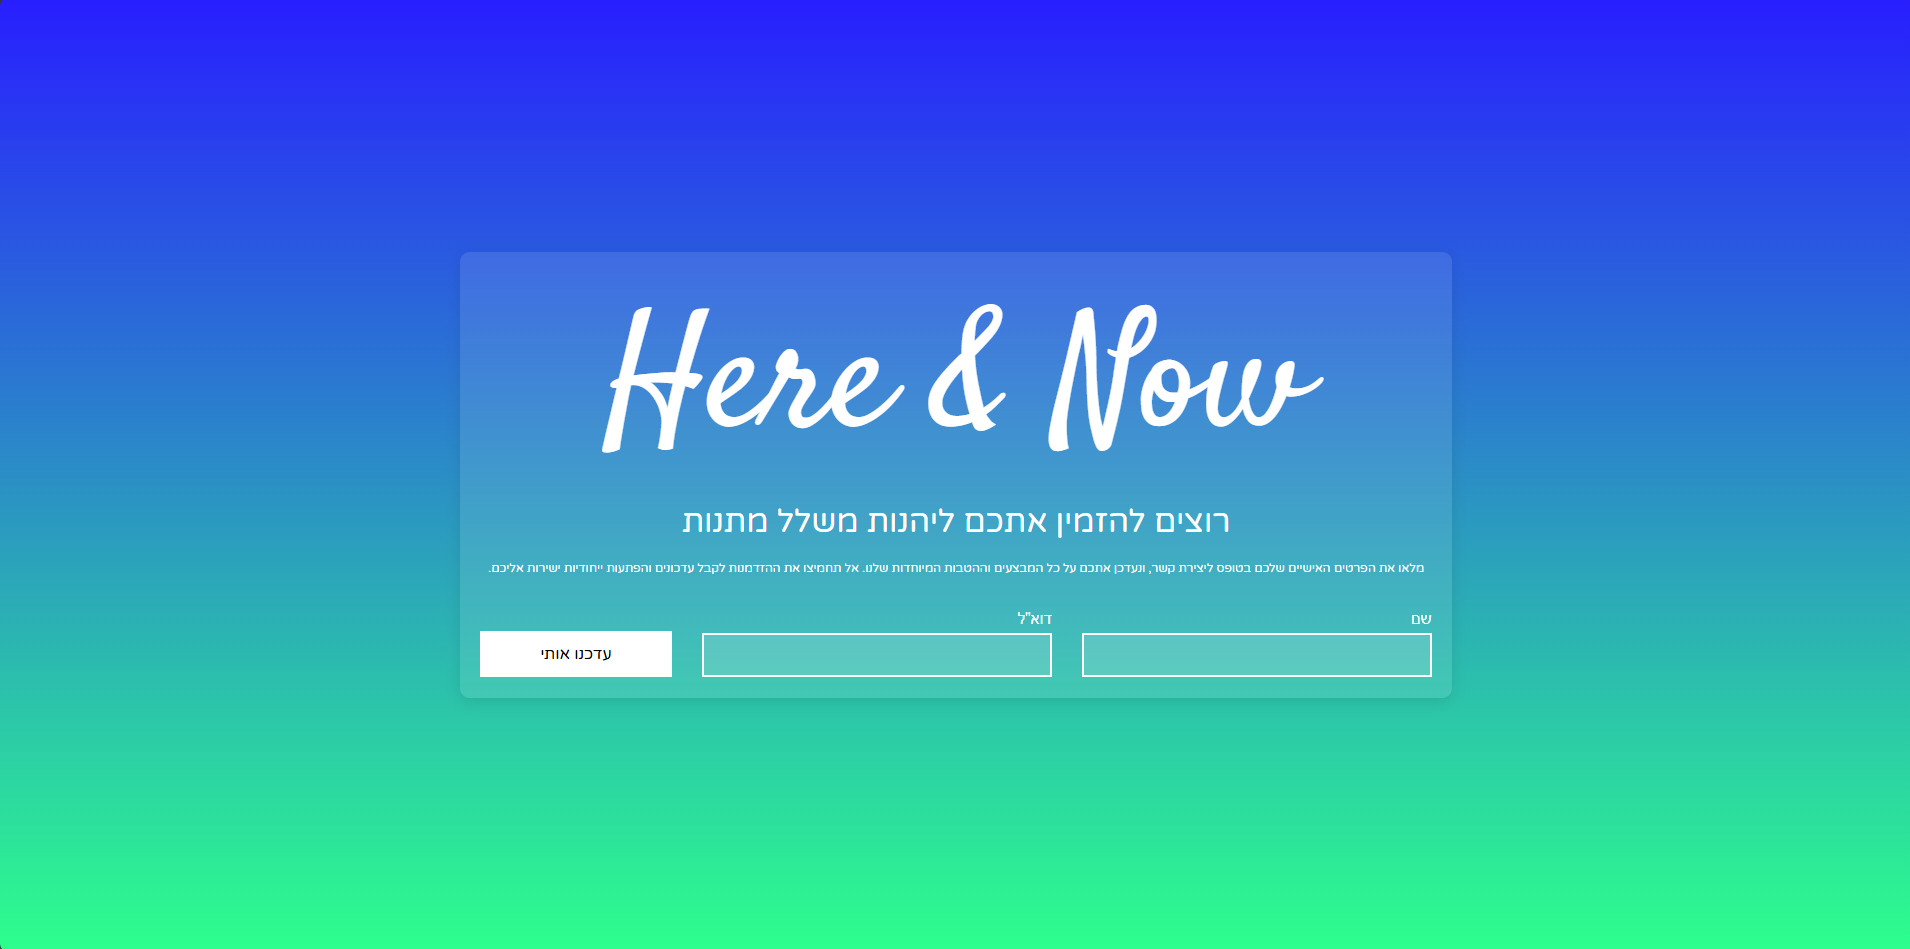 Here & Now
רוצים להזמין אתכם ליהנות משלל מתנות
מלאו את הפרטים האישיים שלכם בטופס ליצירת קשר, ונעדכן אתכם על כל המבצעים וההטבות המיוחדות שלנו. אל תחמיצו את ההזדמנות לקבל עדכונים והפתעות ייחודיות ישירות אליכם.
שם
דוא"ל
עדכנו אותי